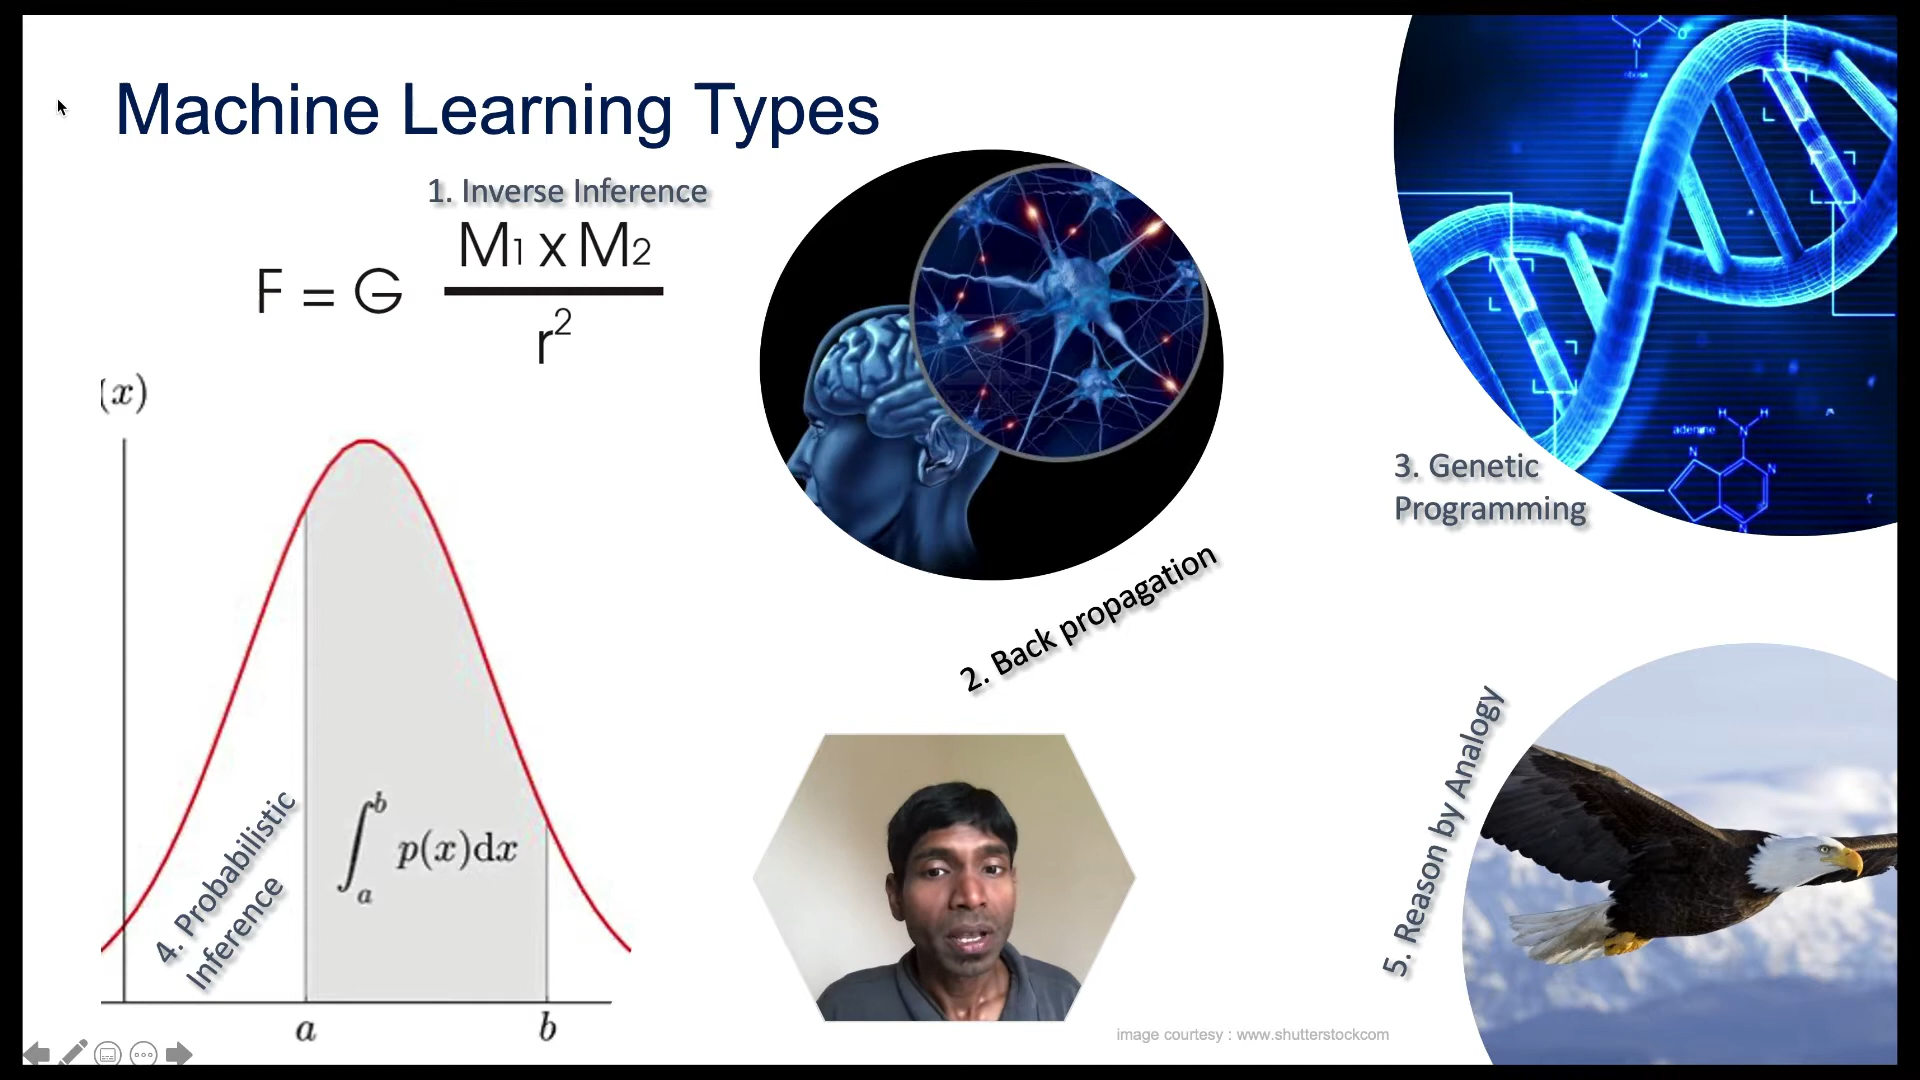 Machine Learning Types
1. Inverse Inference
F = G M1 x M2
r²
2. Back propagation
3. Genetic
Programming
adenine
(x)
4. Probabilistic
Inference
∫ₐᵇ p(x)dx
a b
5. Reason by Analogy
image courtesy : www.shutterstockcom